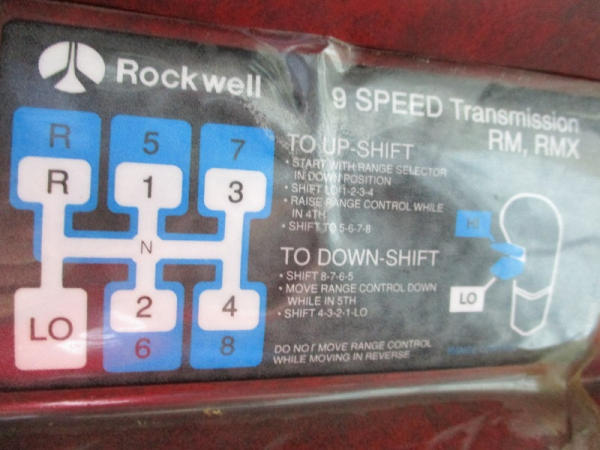 Rockwell
9 SPEED Transmission
RM, RMX
R 5 7
R 1 3
N
2 4
LO
6 8
TO UP-SHIFT
• START WITH RANGE SELECTOR
IN DOWN POSITION
• SHIFT LO-1-2-3-4
• RAISE RANGE CONTROL WHILE
IN 4TH
• SHIFT TO 5-6-7-8
TO DOWN-SHIFT
• SHIFT 8-7-6-5
• MOVE RANGE CONTROL DOWN
WHILE IN 5TH
• SHIFT 4-3-2-1-LO
DO NOT MOVE RANGE CONTROL
WHILE MOVING IN REVERSE
HI
LO